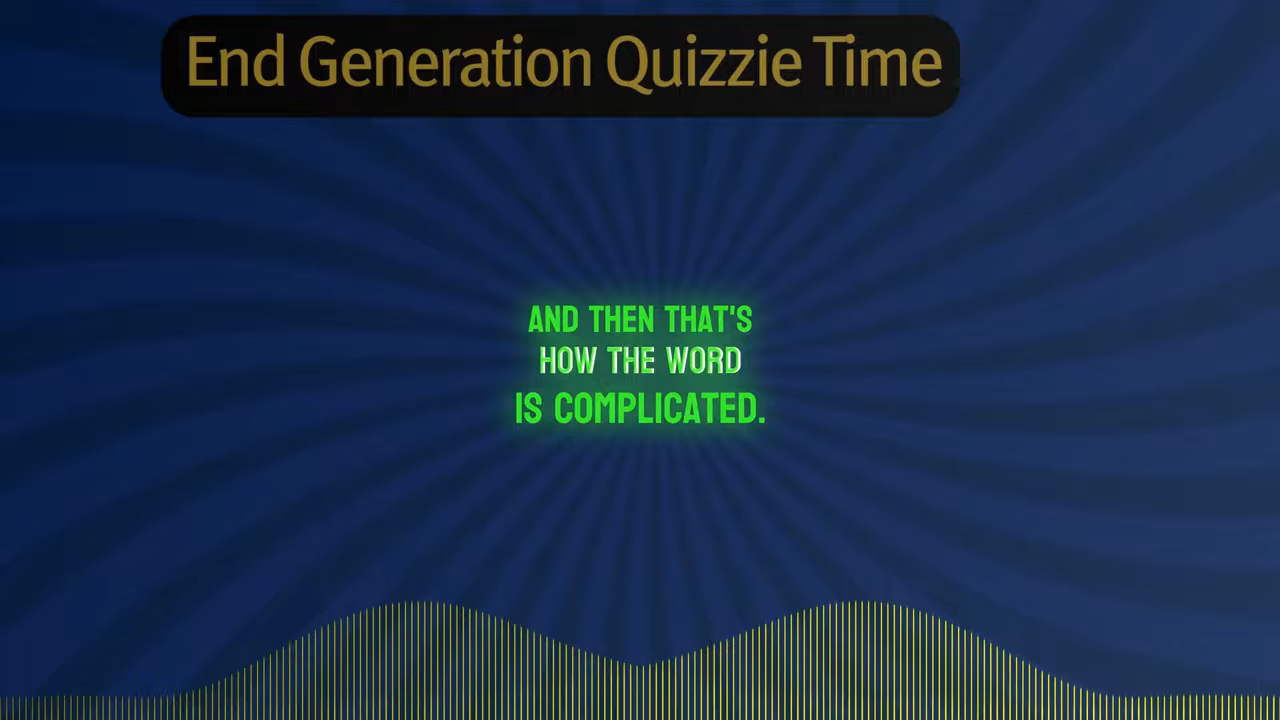 End Generation Quizzie Time
AND THEN THAT'S
HOW THE WORD
IS COMPLICATED.